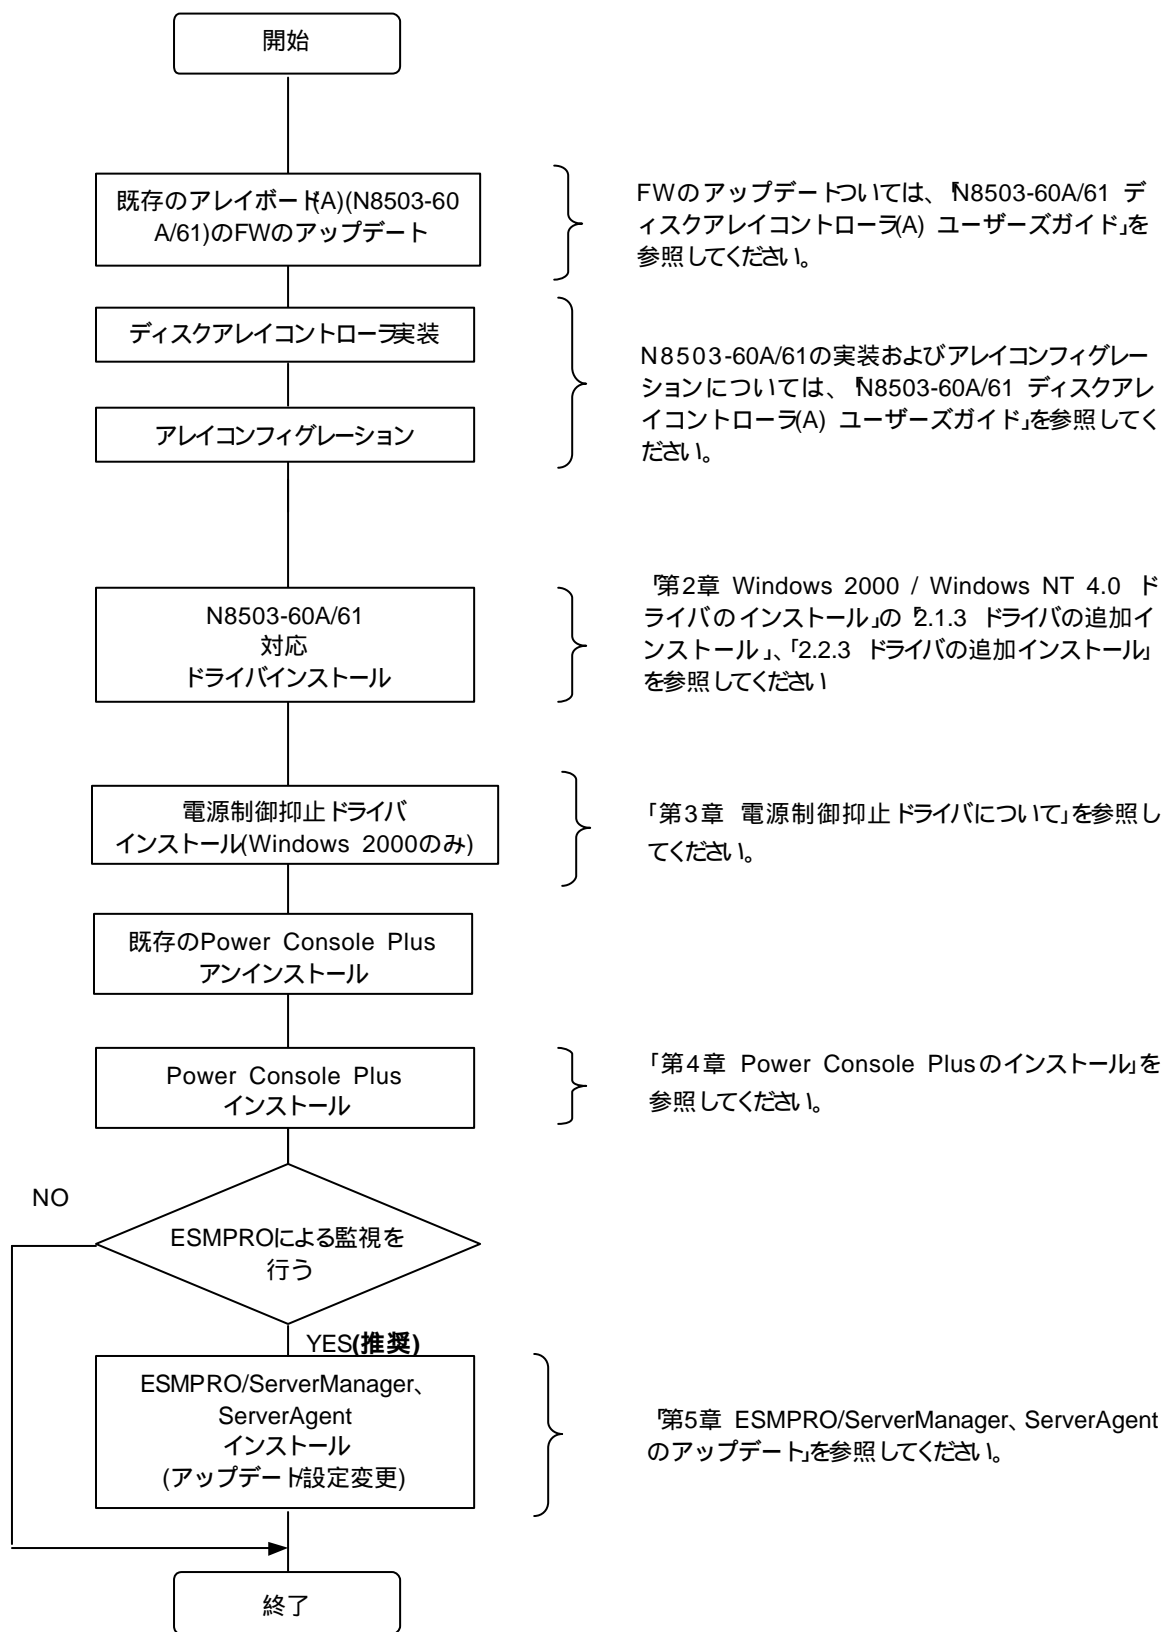 開始
既存のアレイボード(A)(N8503-60
A/61)のFWのアップデート
FWのアップデートついては、「N8503-60A/61 デ
ィスクアレイコントローラ(A) ユーザーズガイド」を
参照してください。
ディスクアレイコントローラ実装
アレイコンフィグレーション
N8503-60A/61の実装およびアレイコンフィグレー
ションについては、「N8503-60A/61 ディスクアレ
イコントローラ(A) ユーザーズガイド」を参照してく
ださい。
N8503-60A/61
対応
ドライバインストール
「第2章 Windows 2000 / Windows NT 4.0 ド
ライバのインストール」の「2.1.3 ドライバの追加イ
ンストール」、「2.2.3 ドライバの追加インストール」
を参照してください
電源制御抑止ドライバ
インストール(Windows 2000のみ)
「第3章 電源制御抑止ドライバについて」を参照し
てください。
既存のPower Console Plus
アンインストール
Power Console Plus
インストール
「第4章 Power Console Plusのインストール」を
参照してください。
NO
ESMPROによる監視を
行う
YES(推奨)
ESMPRO/ServerManager、
ServerAgent
インストール
(アップデート/設定変更)
「第5章 ESMPRO/ServerManager、ServerAgent
のアップデート」を参照してください。
終了